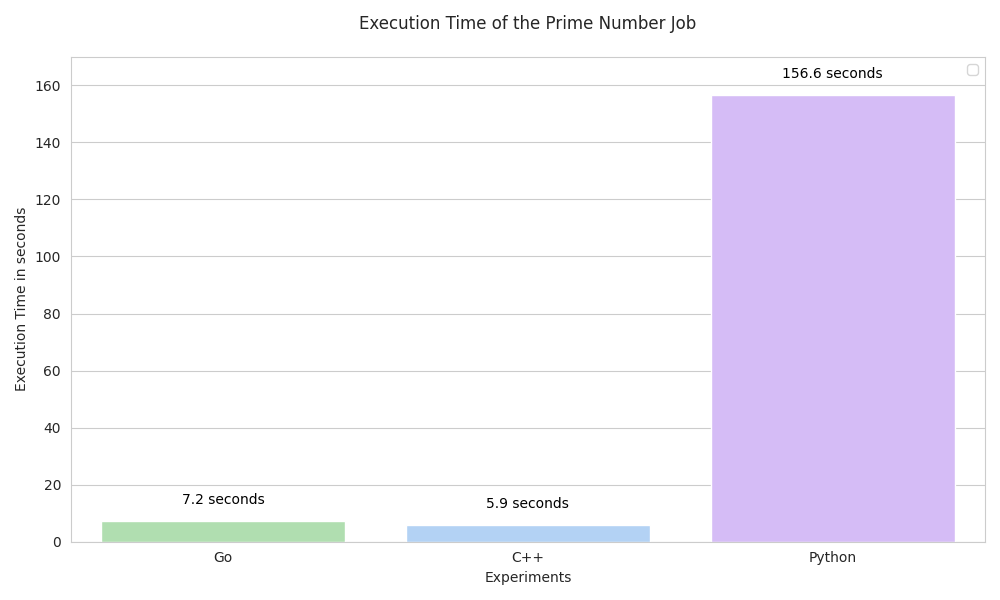 Execution Time of the Prime Number Job
Execution Time in seconds
160
140
120
100
80
60
40
20
0
156.6 seconds
7.2 seconds
5.9 seconds
Go
C++
Python
Experiments